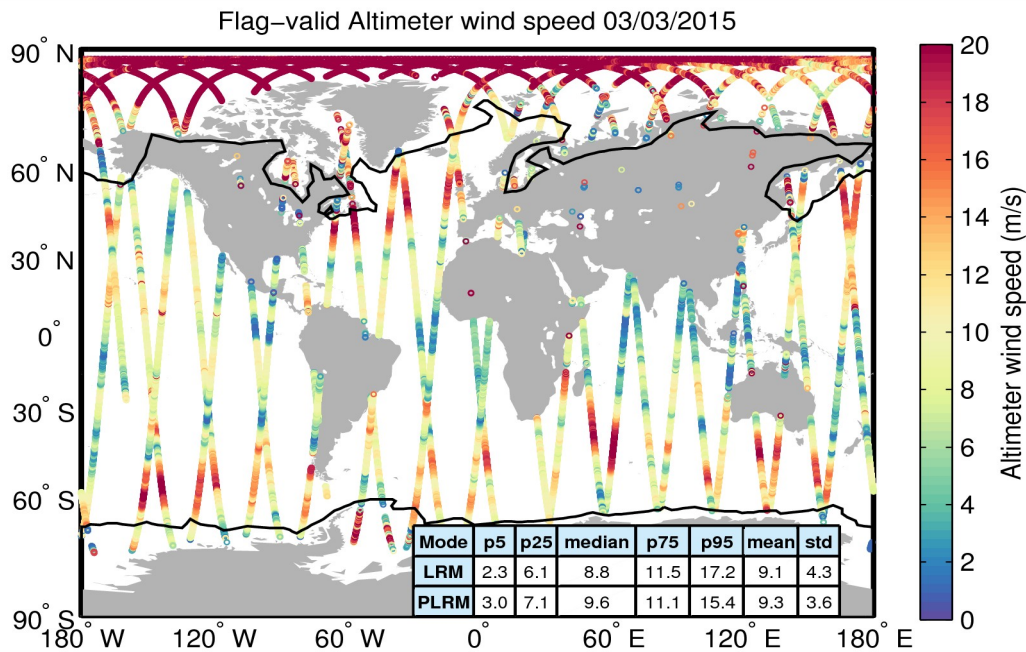 Flag−valid Altimeter wind speed 03/03/2015
90° N
60° N
30° N
0°
30° S
60° S
90° S
180° W
120° W
60° W
0°
60° E
120° E
180° E
Mode p5 p25 median p75 p95 mean std
LRM 2.3 6.1 8.8 11.5 17.2 9.1 4.3
PLRM 3.0 7.1 9.6 11.1 15.4 9.3 3.6
20
18
16
14
12
10
8
6
4
2
0
Altimeter wind speed (m/s)